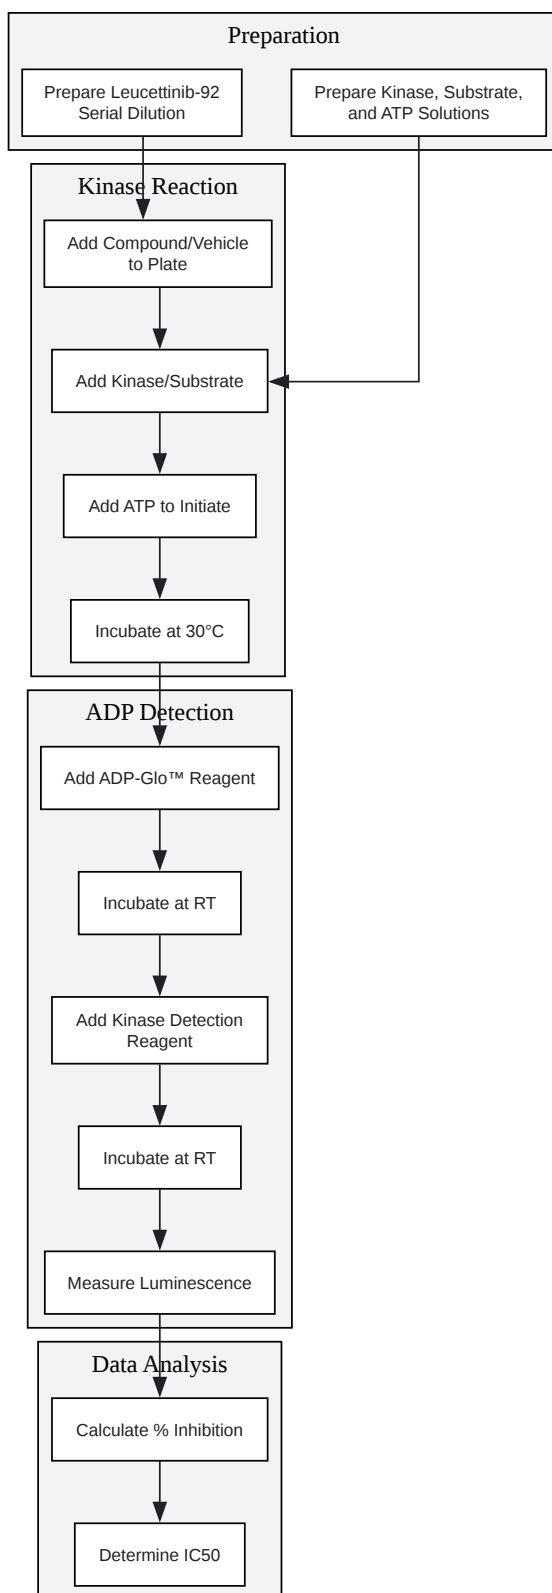 Preparation
Prepare Leucettinib-92
Serial Dilution
Prepare Kinase, Substrate,
and ATP Solutions
Kinase Reaction
Add Compound/Vehicle
to Plate
Add Kinase/Substrate
Add ATP to Initiate
Incubate at 30°C
ADP Detection
Add ADP-Glo™ Reagent
Incubate at RT
Add Kinase Detection
Reagent
Incubate at RT
Measure Luminescence
Data Analysis
Calculate % Inhibition
Determine IC50